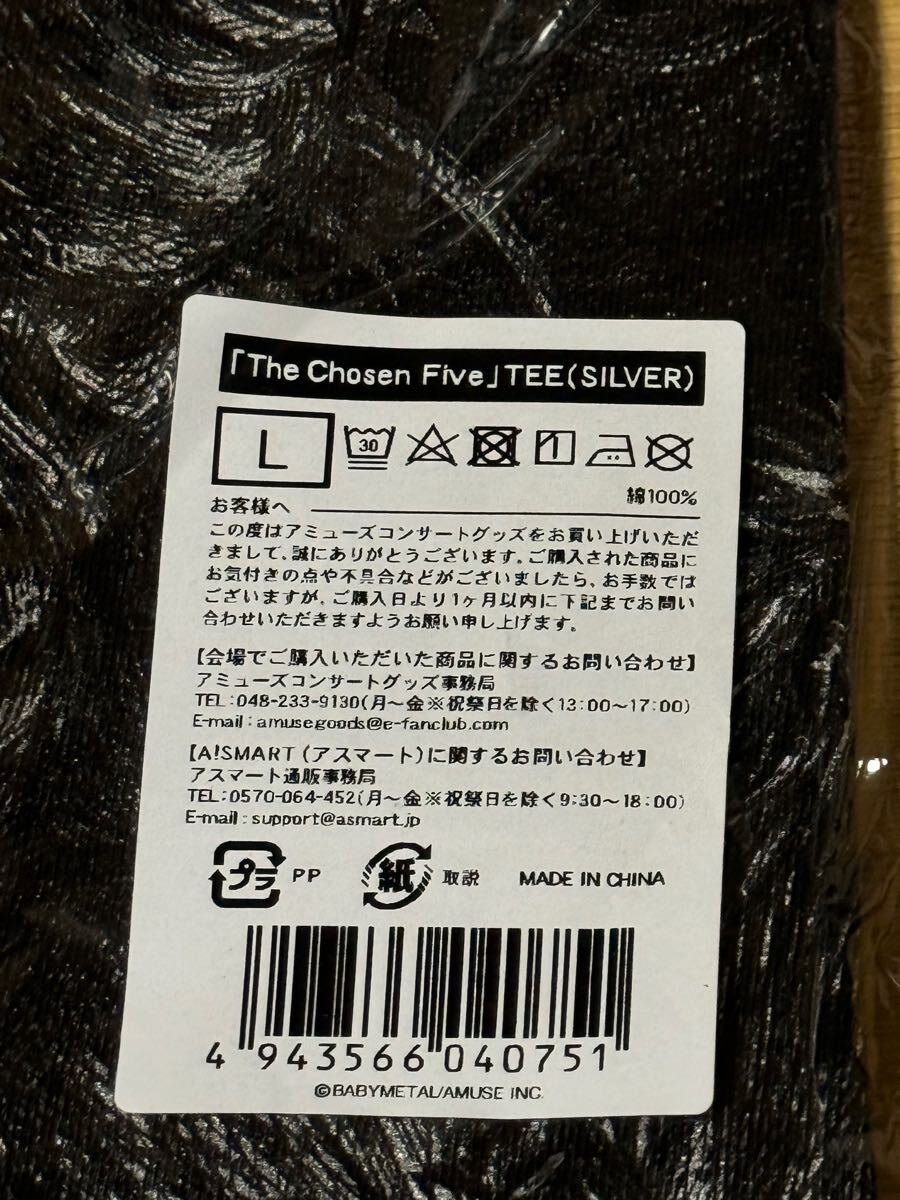 「The Chosen Five」TEE(SILVER)
L
30
1
綿100%
お客様へ
この度はアミューズコンサートグッズをお買い上げいただ
きまして、誠にありがとうございます。ご購入された商品に
お気付きの点や不具合などがございましたら、お手数では
ございますが、ご購入日より1ヶ月以内に下記までお問い
合わせいただきますようお願い申し上げます。
【会場でご購入いただいた商品に関するお問い合わせ】
アミューズコンサートグッズ事務局
TEL:048-233-9130(月〜金※祝祭日を除く13:00〜17:00)
E-mail:amusegoods@e-fanclub.com
【A!SMART(アスマート)に関するお問い合わせ】
アスマート通販事務局
TEL:0570-064-452(月〜金※祝祭日を除く9:30〜18:00)
E-mail:support@asmart.jp
プラ PP 紙 取説 MADE IN CHINA
4 943566 040751
©BABYMETAL/AMUSE INC.